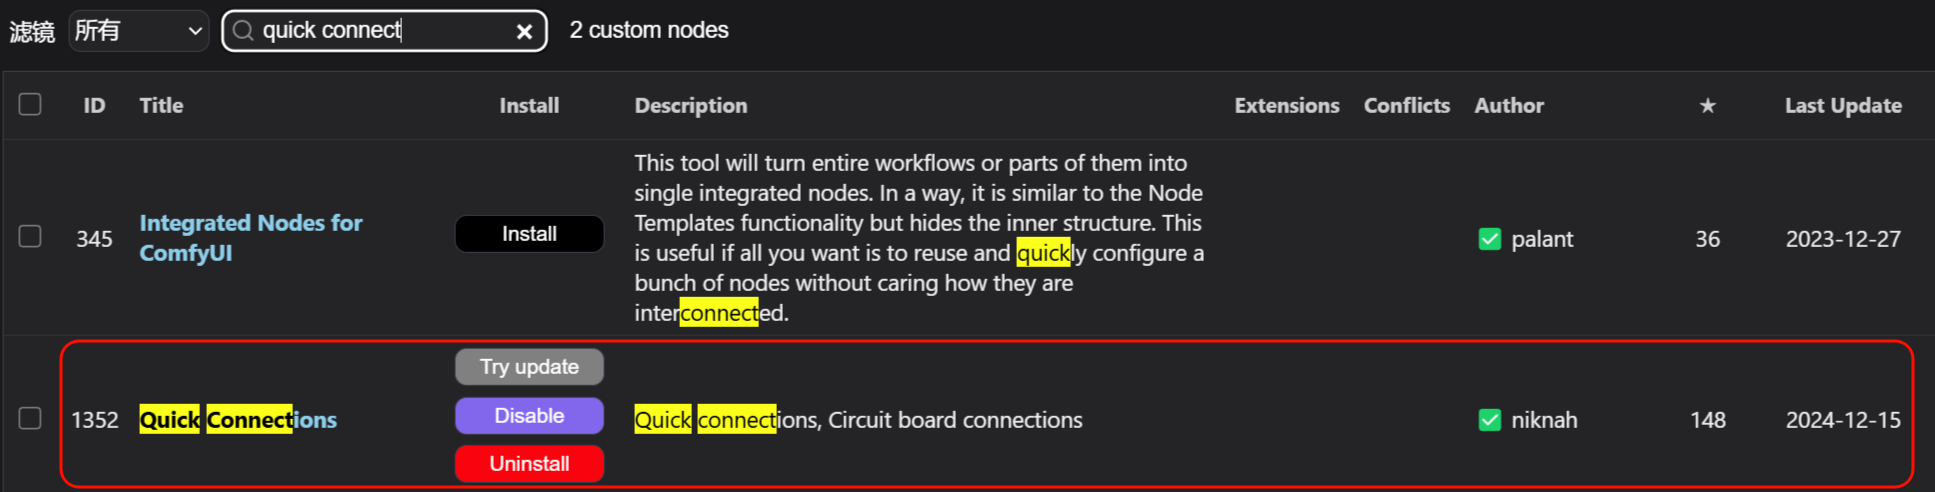 滤镜 所有 quick connect 2 custom nodes
ID Title Install Description Extensions Conflicts Author ★ Last Update
345 Integrated Nodes for ComfyUI Install
This tool will turn entire workflows or parts of them into
single integrated nodes. In a way, it is similar to the Node
Templates functionality but hides the inner structure. This
is useful if all you want is to reuse and quickly configure a
bunch of nodes without caring how they are
interconnected.
palant 36 2023-12-27
1352 Quick Connections
Try update
Disable
Uninstall
Quick connections, Circuit board connections
niknah 148 2024-12-15